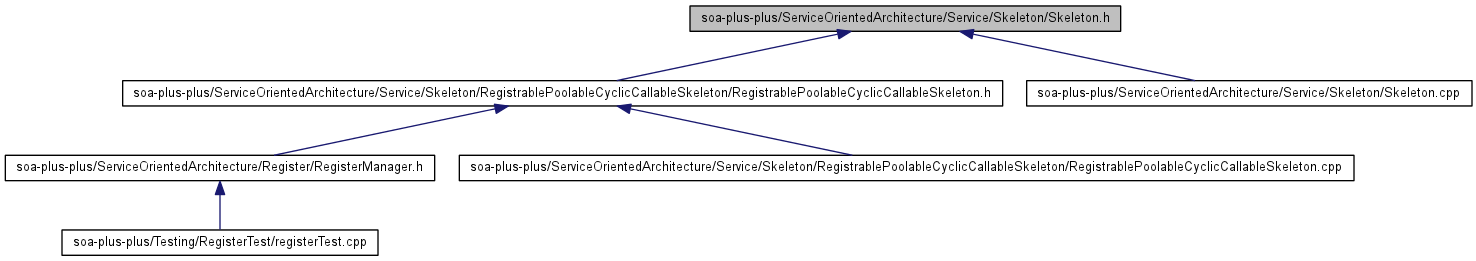 soa-plus-plus/ServiceOrientedArchitecture/Service/Skeleton/Skeleton.h
soa-plus-plus/ServiceOrientedArchitecture/Service/Skeleton/RegistrablePoolableCyclicCallableSkeleton/RegistrablePoolableCyclicCallableSkeleton.h
soa-plus-plus/ServiceOrientedArchitecture/Service/Skeleton/Skeleton.cpp
soa-plus-plus/ServiceOrientedArchitecture/Register/RegisterManager.h
soa-plus-plus/ServiceOrientedArchitecture/Service/Skeleton/RegistrablePoolableCyclicCallableSkeleton/RegistrablePoolableCyclicCallableSkeleton.cpp
soa-plus-plus/Testing/RegisterTest/registerTest.cpp